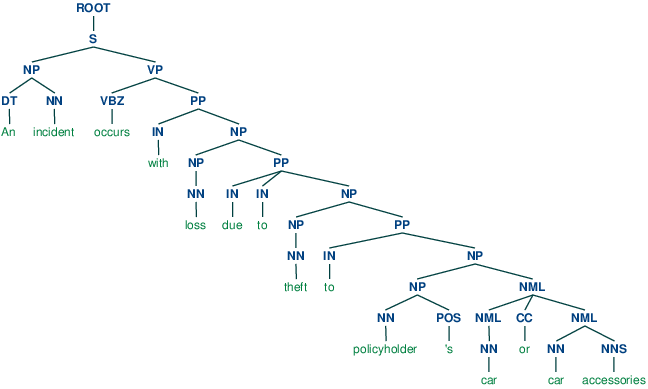 ROOT
S
NP VP
DT NN VBZ PP
An incident occurs IN NP
with NP PP
NN IN IN NP
loss due to NP PP
NN IN NP
theft to NP NML
NN POS NML CC NML
policyholder 's NN or NN NNS
car car accessories